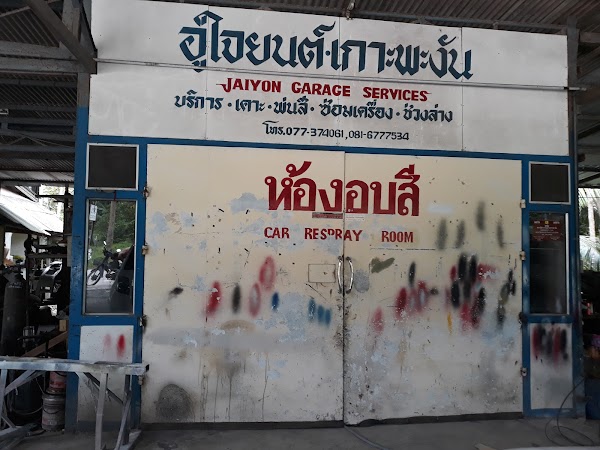 อู่ใจยนต์·เกาะพะงัน
JAIYON GARAGE SERVICES
บริการ·เคาะ·พ่นสี·ซ่อมเครื่อง·ช่วงล่าง
โทร.077-374061,081-6777534
ห้องอบสี
CAR RESPRAY ROOM